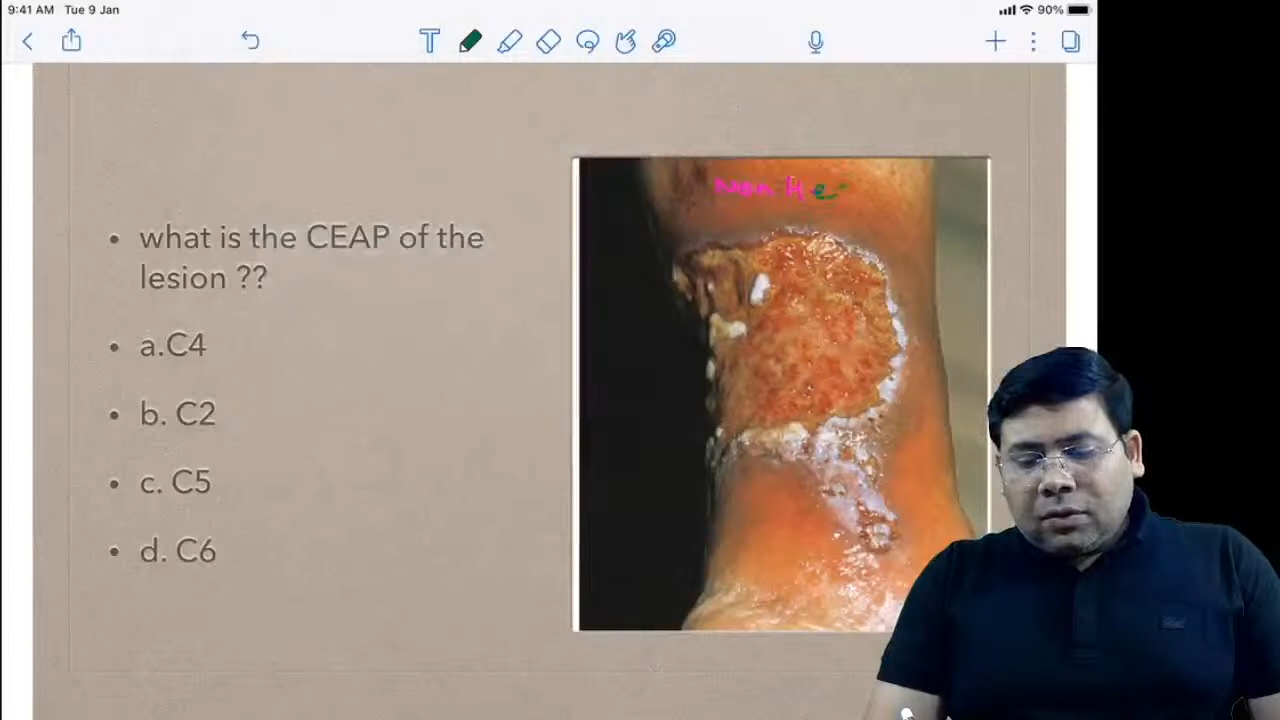 9:41 AM Tue 9 Jan
90%
T
• what is the CEAP of the
lesion ??
• a.C4
• b. C2
• c. C5
• d. C6